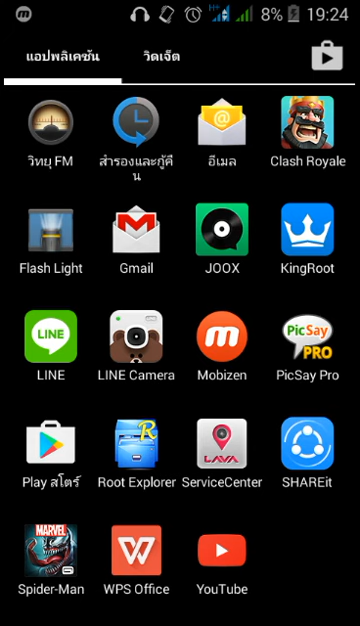 H+ 8% 19:24
แอปพลิเคชัน วิดเจ็ต
วิทยุ FM
สำรองและกู้คื
น
อีเมล
Clash Royale
Flash Light
Gmail
JOOX
KingRoot
LINE
LINE
LINE Camera
m
Mobizen
PicSay
PRO
PicSay Pro
Play สโตร์
R
Root Explorer
LAVA
ServiceCenter
SHAREit
MARVEL
Spider-Man
W
WPS Office
YouTube